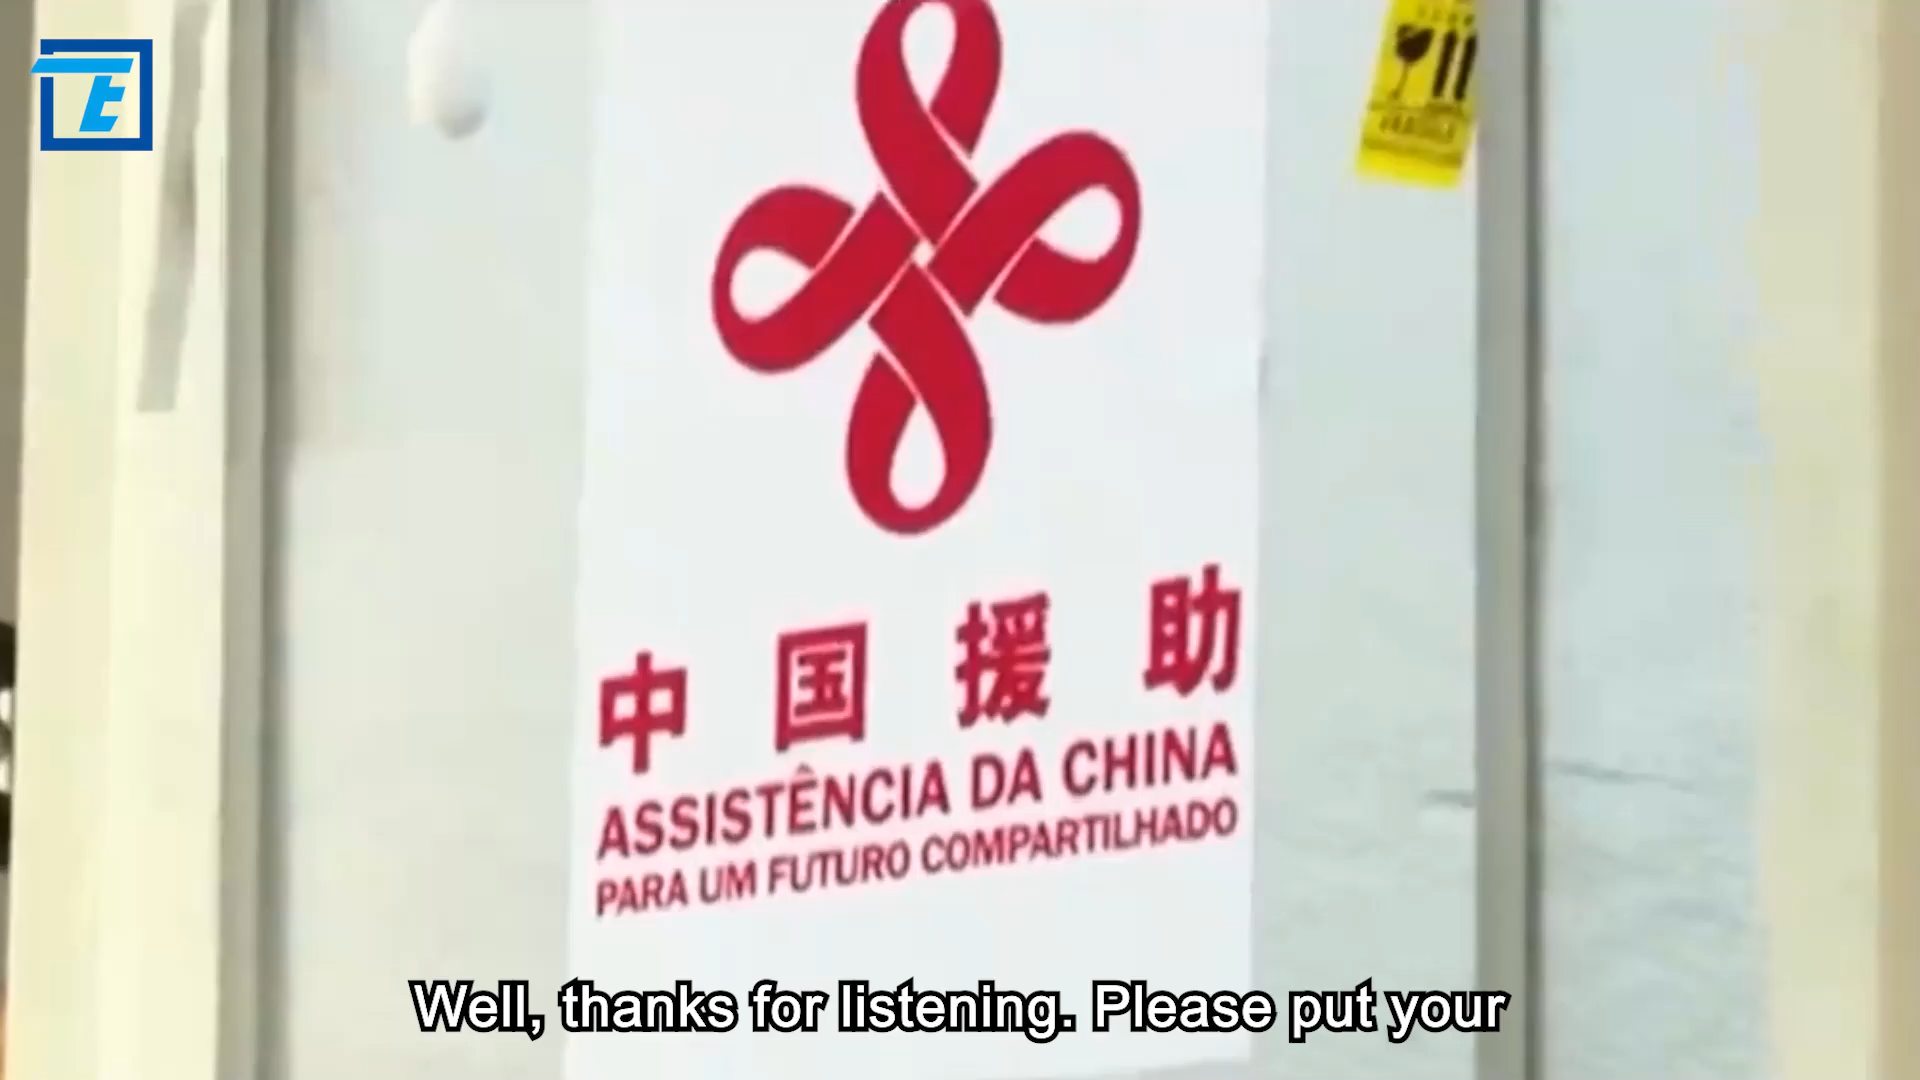 中国援助
ASSISTÊNCIA DA CHINA
PARA UM FUTURO COMPARTILHADO
Well, thanks for listening. Please put your